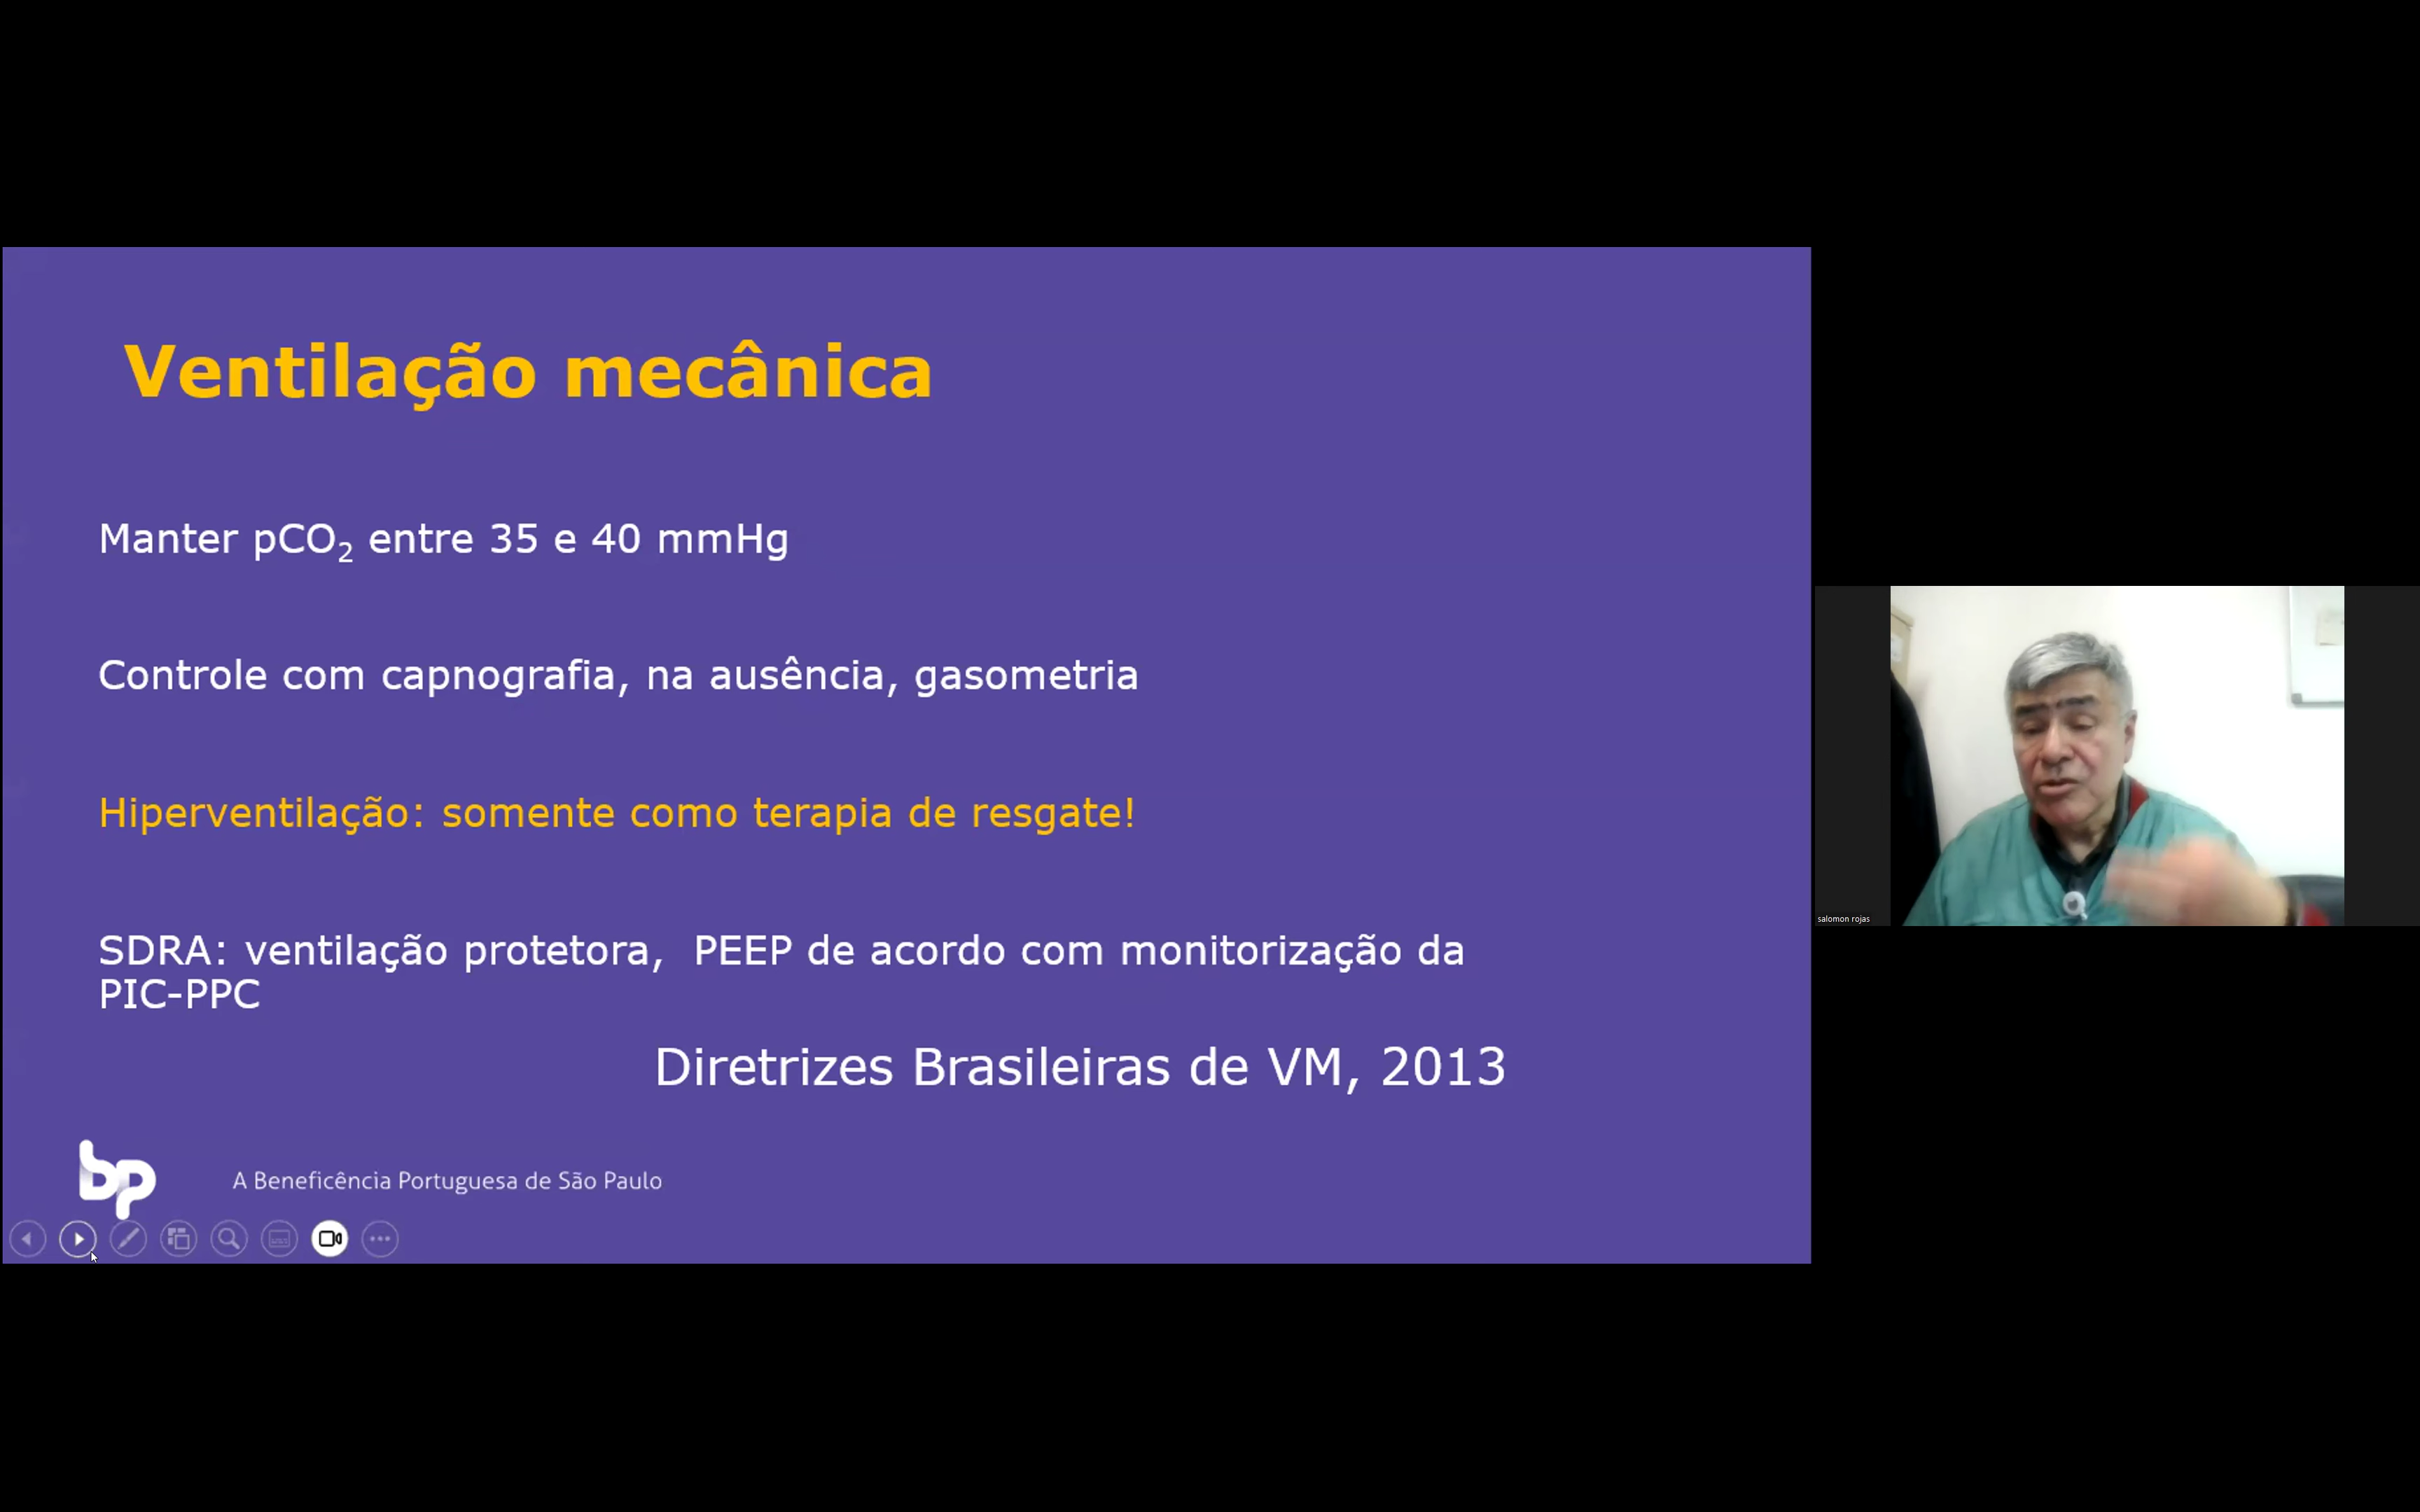 Ventilação mecânica
Manter pCO₂ entre 35 e 40 mmHg
Controle com capnografia, na ausência, gasometria
Hiperventilação: somente como terapia de resgate!
SDRA: ventilação protetora,  PEEP de acordo com monitorização da
PIC-PPC
Diretrizes Brasileiras de VM, 2013
bp
A Beneficência Portuguesa de São Paulo
salomon rojas